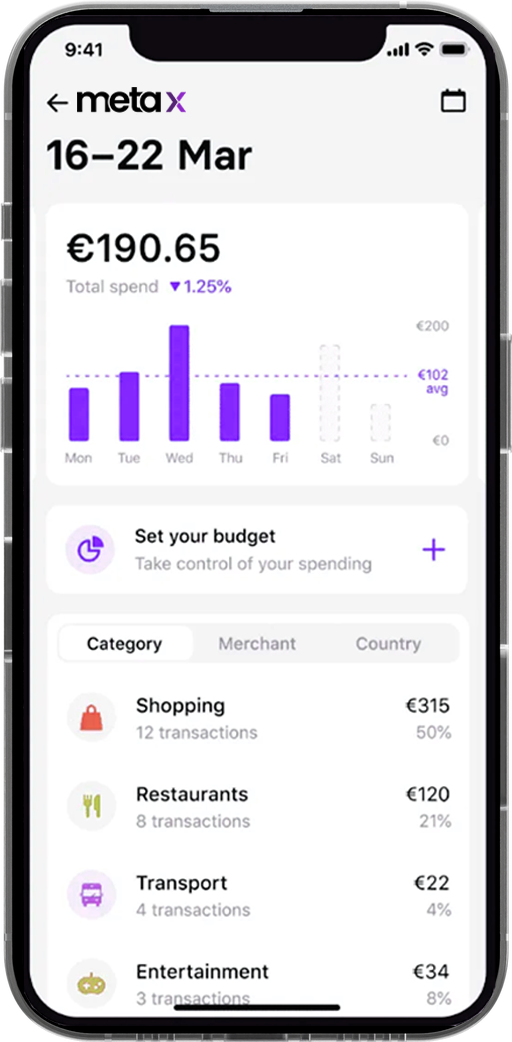 9:41
← meta x
16–22 Mar
€190.65
Total spend ▼1.25%
€200
€102
avg
€0
Mon Tue Wed Thu Fri Sat Sun
Set your budget
Take control of your spending
+
Category Merchant Country
Shopping €315
12 transactions 50%
Restaurants €120
8 transactions 21%
Transport €22
4 transactions 4%
Entertainment €34
3 transactions 8%